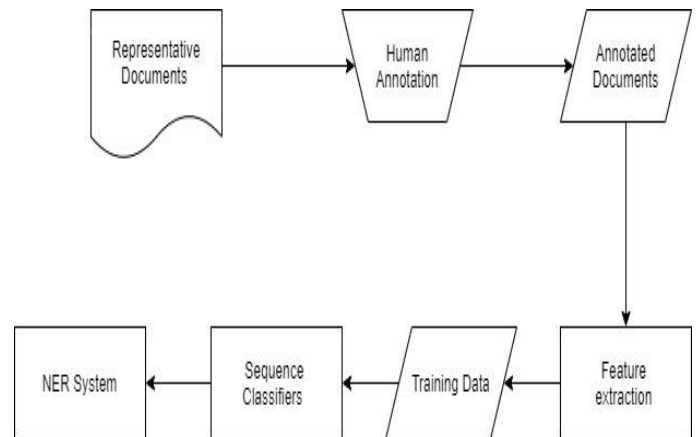 Representative
Documents
Human
Annotation
Annotated
Documents
NER System
Sequence
Classifiers
Training Data
Feature
extraction